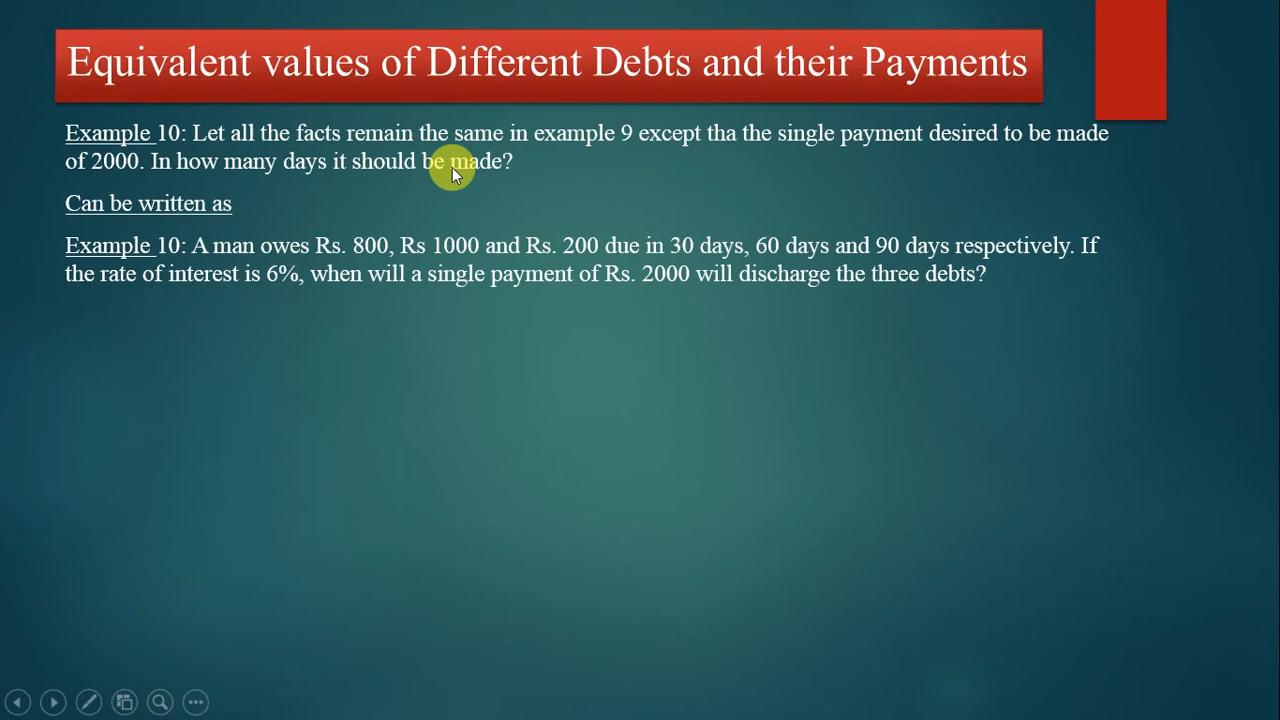 Equivalent values of Different Debts and their Payments
Example 10: Let all the facts remain the same in example 9 except tha the single payment desired to be made
of 2000. In how many days it should be made?
Can be written as
Example 10: A man owes Rs. 800, Rs 1000 and Rs. 200 due in 30 days, 60 days and 90 days respectively. If
the rate of interest is 6%, when will a single payment of Rs. 2000 will discharge the three debts?